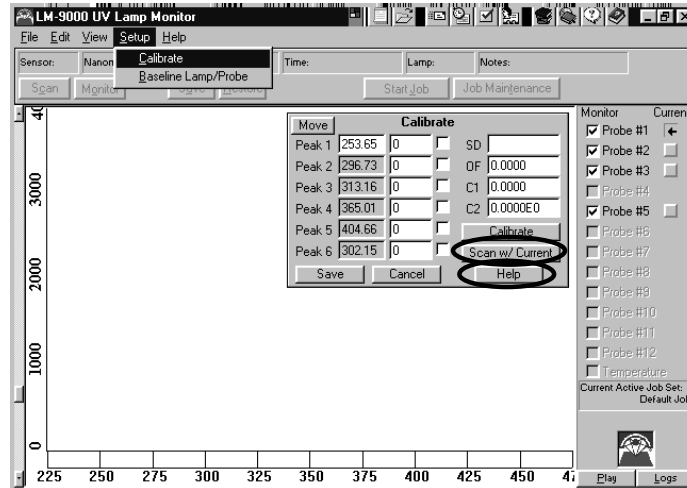 LM-9000 UV Lamp Monitor
File Edit View Setup Help
Calibrate
Baseline Lamp/Probe
Sensor: Time: Lamp: Notes:
Scan Monitor Save Restore Start Job Job Maintenance
Move Calibrate
Peak 1 253.65 0 SD
Peak 2 296.73 0 OF 0.0000
Peak 3 313.16 0 C1 0.0000
Peak 4 365.01 0 C2 0.0000E0
Peak 5 404.66 0 Calibrate
Peak 6 302.15 0 Scan w/ Current
Save Cancel Help
Monitor Curren
Probe #1
Probe #2
Probe #3
Probe #4
Probe #5
Probe #6
Probe #7
Probe #8
Probe #9
Probe #10
Probe #11
Probe #12
Temperature
Current Active Job Set:
Default Jol
Play Logs
3000
2000
1000
0
225 250 275 300 325 350 375 400 425 450